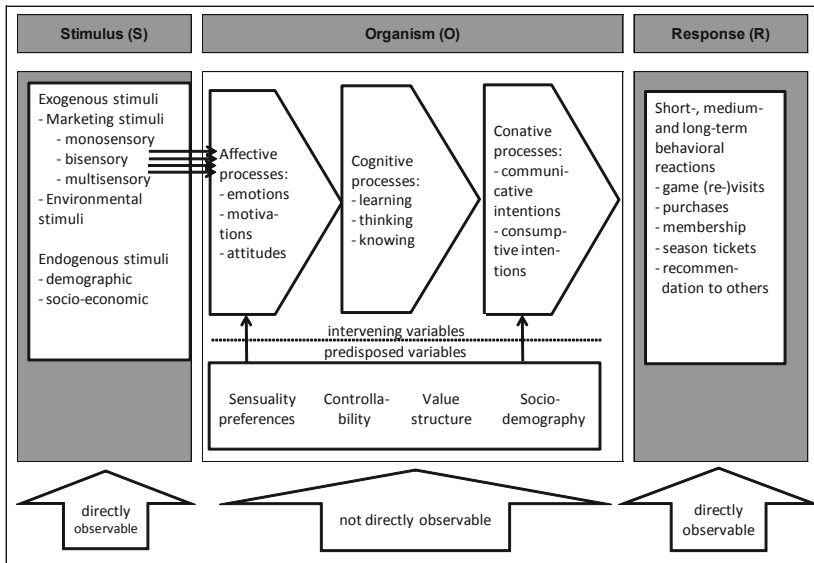 Stimulus (S)
Organism (O)
Response (R)
Exogenous stimuli
- Marketing stimuli
- monosensory
- bisensory
- multisensory
- Environmental
stimuli
Endogenous stimuli
- demographic
- socio-economic
Affective
processes:
- emotions
- motiva-
tions
- attitudes
Cognitive
processes:
- learning
- thinking
- knowing
Conative
processes:
- communi-
cative
intentions
- consump-
tive inten-
tions
intervening variables
predisposed variables
Sensuality
preferences
Controlla-
bility
Value
structure
Socio-
demography
Short-, medium-
and long-term
behavioral
reactions
- game (re-)visits
- purchases
- membership
- season tickets
- recommen-
dation to others
directly
observable
not directly observable
directly
observable